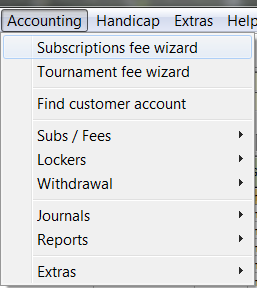 Accounting Handicap Extras Help
Subscriptions fee wizard
Tournament fee wizard
Find customer account
Subs / Fees
Lockers
Withdrawal
Journals
Reports
Extras